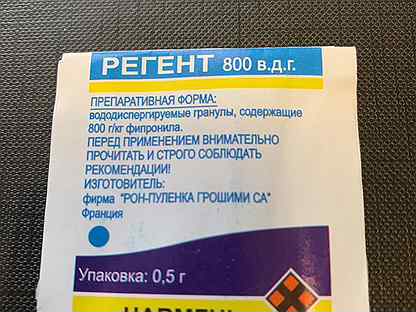 РЕГЕНТ 800 в.д.г.
ПРЕПАРАТИВНАЯ ФОРМА:
вододиспергируемые гранулы, содержащие
800 г/кг фипронила.
ПЕРЕД ПРИМЕНЕНИЕМ ВНИМАТЕЛЬНО
ПРОЧИТАТЬ И СТРОГО СОБЛЮДАТЬ
РЕКОМЕНДАЦИИ!
ИЗГОТОВИТЕЛЬ:
фирма "РОН-ПУЛЕНКА ГРОШИМИ СА"
Франция
Упаковка: 0,5 г